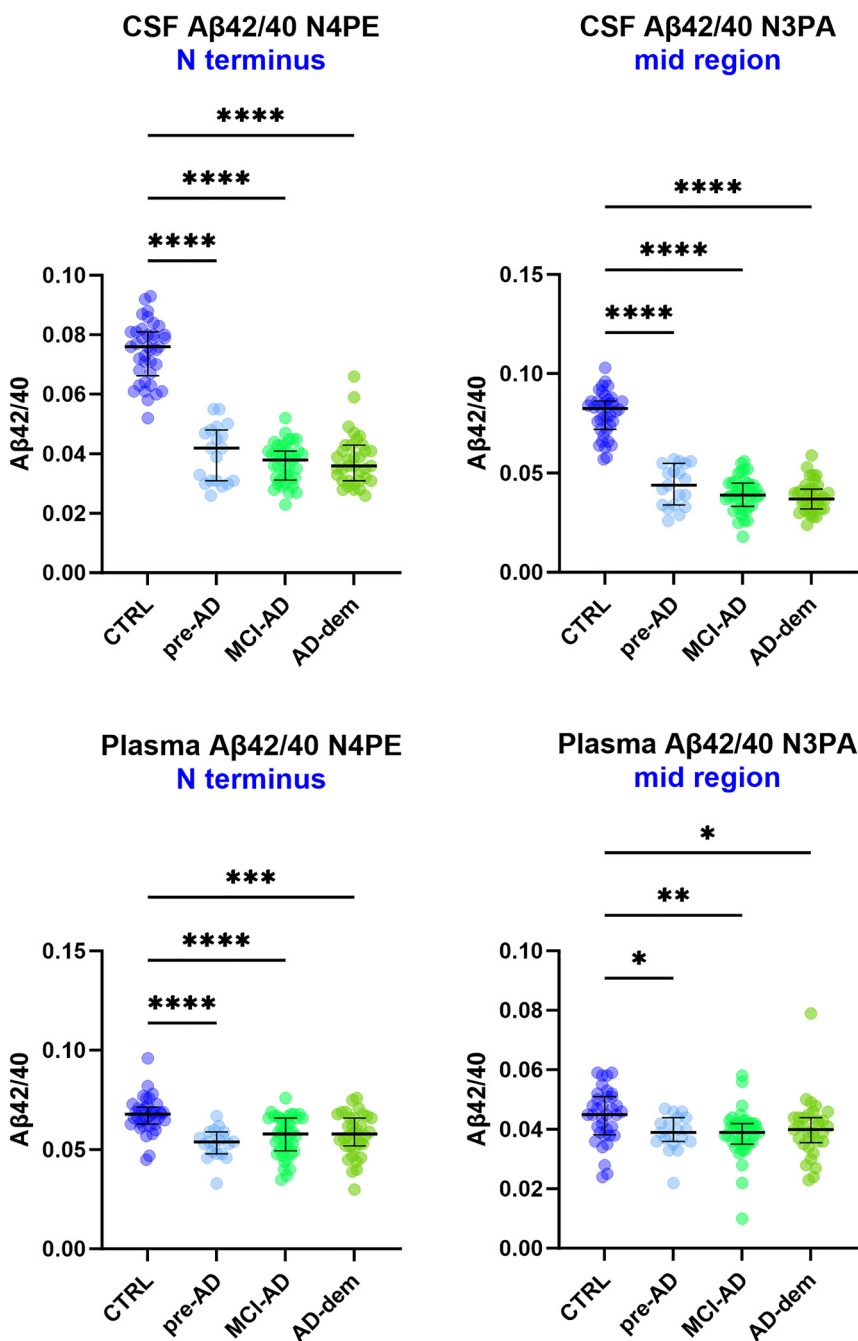 CSF Aβ42/40 N4PE
N terminus
****
****
****
Aβ42/40
0.10
0.08
0.06
0.04
0.02
0.00
CTRL
pre-AD
MCI-AD
AD-dem
CSF Aβ42/40 N3PA
mid region
****
****
****
Aβ42/40
0.15
0.10
0.05
0.00
CTRL
pre-AD
MCI-AD
AD-dem
Plasma Aβ42/40 N4PE
N terminus
***
****
****
Aβ42/40
0.15
0.10
0.05
0.00
CTRL
pre-AD
MCI-AD
AD-dem
Plasma Aβ42/40 N3PA
mid region
*
**
*
Aβ42/40
0.10
0.08
0.06
0.04
0.02
0.00
CTRL
pre-AD
MCI-AD
AD-dem